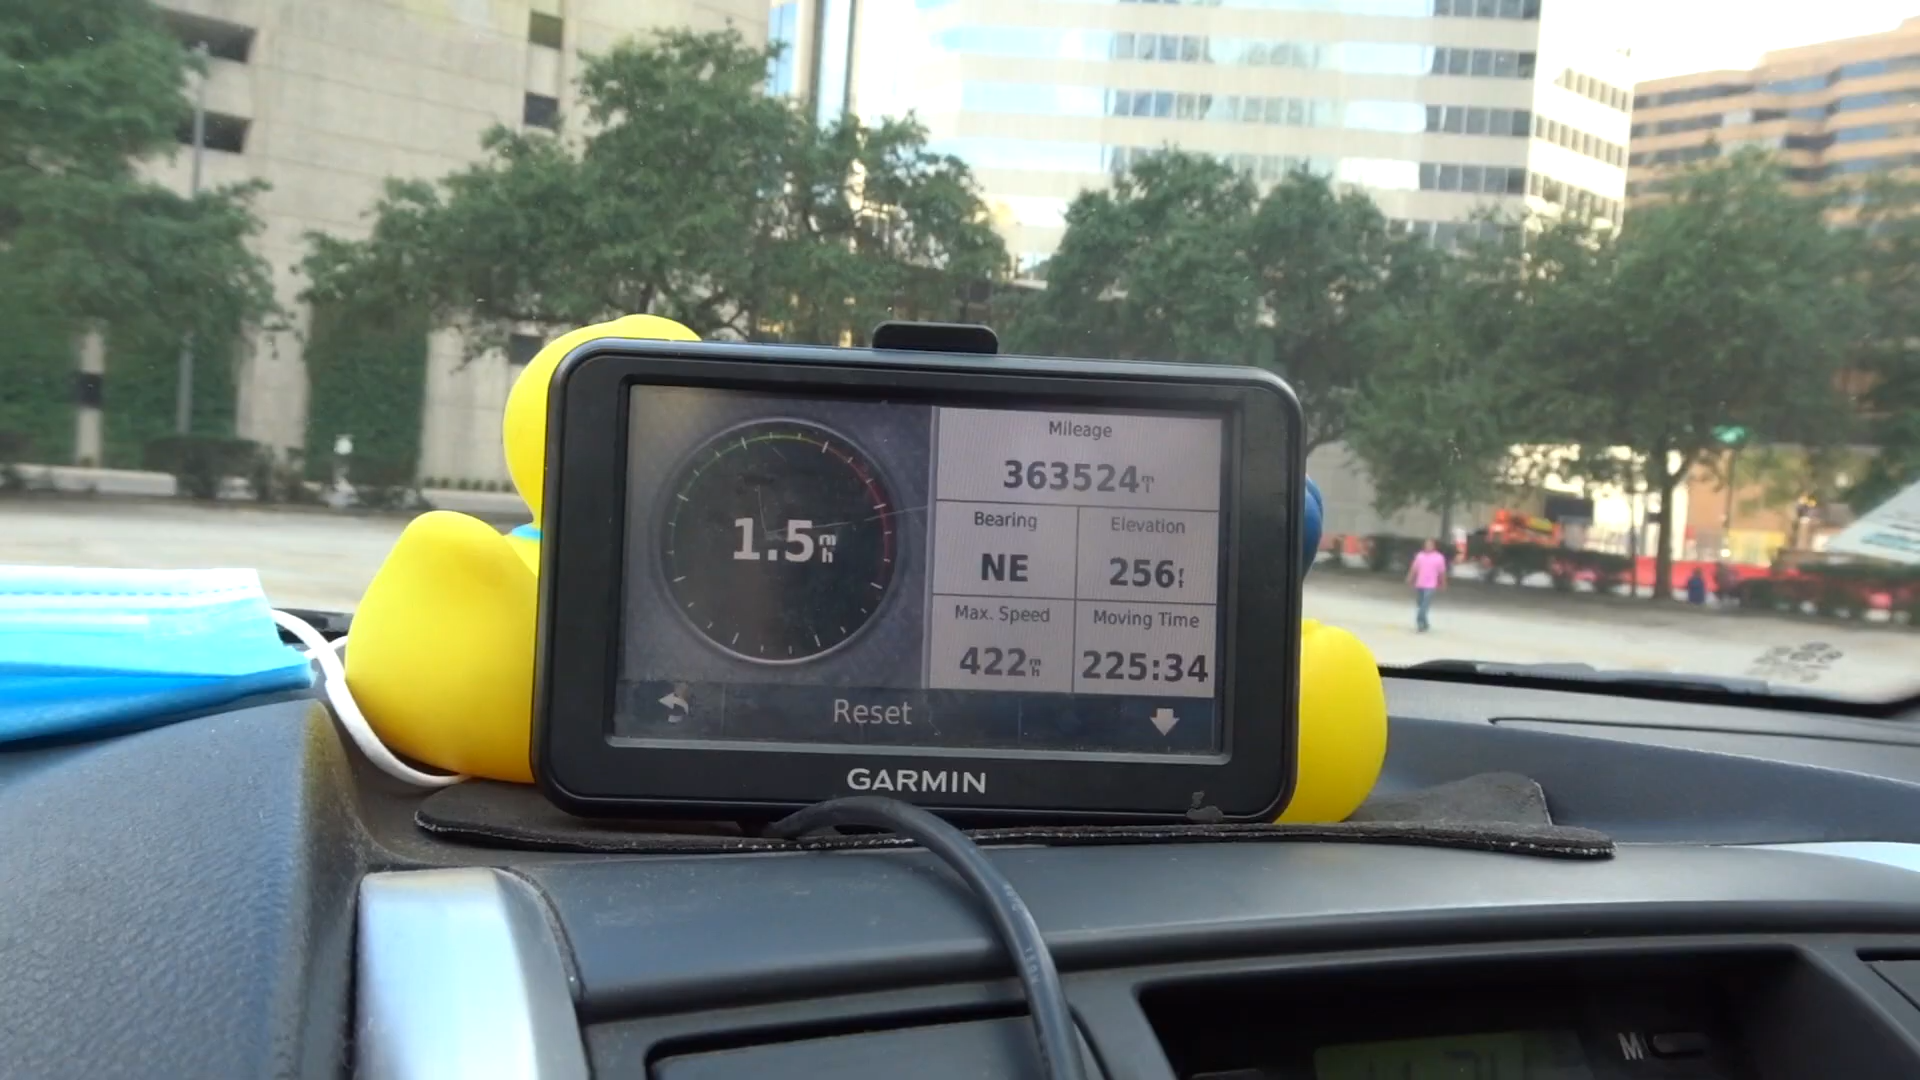 1.5 m/h
Mileage
363524
Bearing
NE
Elevation
256
Max. Speed
422 m/h
Moving Time
225:34
Reset
GARMIN
M